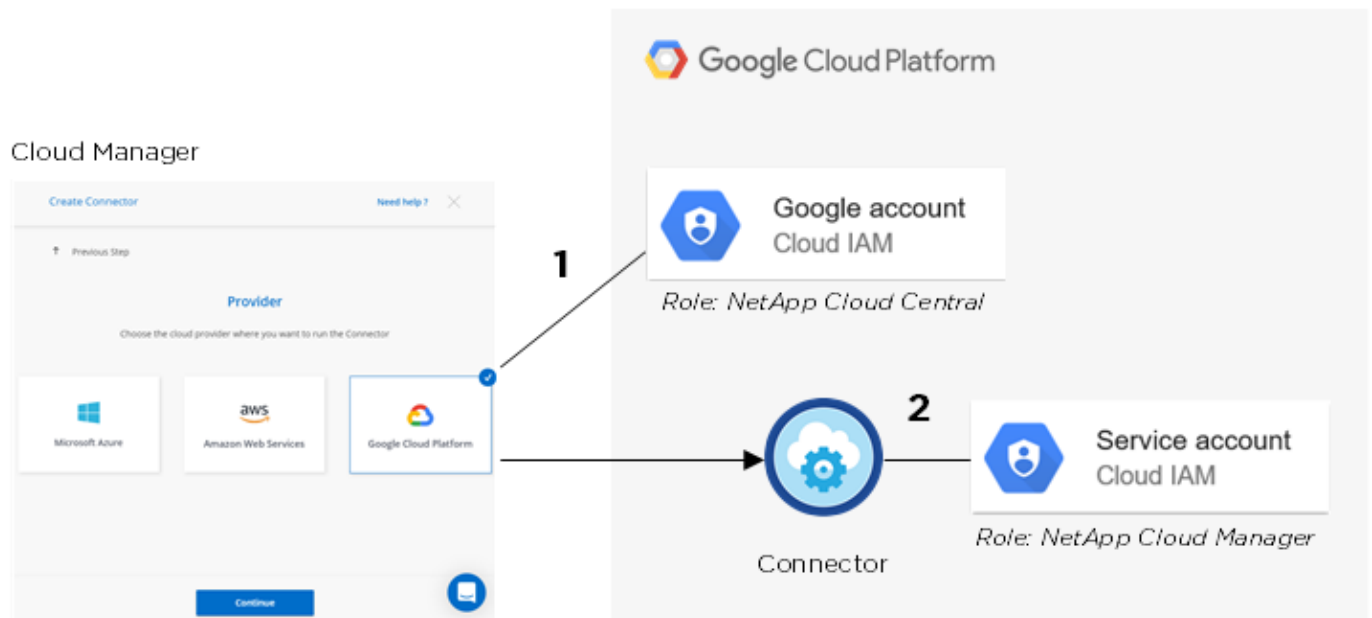 Google Cloud Platform
Cloud Manager
Create Connector
Need help ?
Previous Step
Provider
Choose the cloud provider where you want to run the Connector
Microsoft Azure
aws
Amazon Web Services
Google Cloud Platform
Continue
1
Google account
Cloud IAM
Role: NetApp Cloud Central
2
Connector
Service account
Cloud IAM
Role: NetApp Cloud Manager